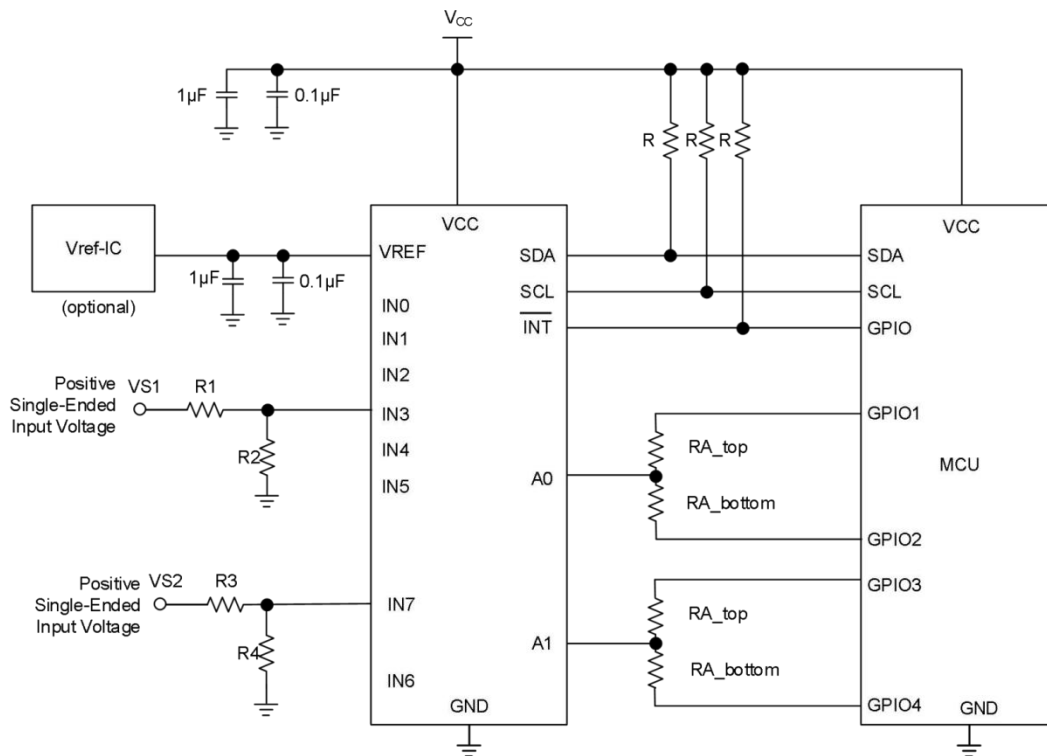 VCC
1µF
0.1µF
R
R
R
Vref-IC
(optional)
1µF
0.1µF
VCC
VREF
IN0
IN1
IN2
IN3
IN4
IN5
IN7
IN6
GND
SDA
SCL
INT
A0
A1
Positive
Single-Ended
Input Voltage
VS1
R1
R2
Positive
Single-Ended
Input Voltage
VS2
R3
R4
RA_top
RA_bottom
RA_top
RA_bottom
VCC
SDA
SCL
GPIO
GPIO1
MCU
GPIO2
GPIO3
GPIO4
GND